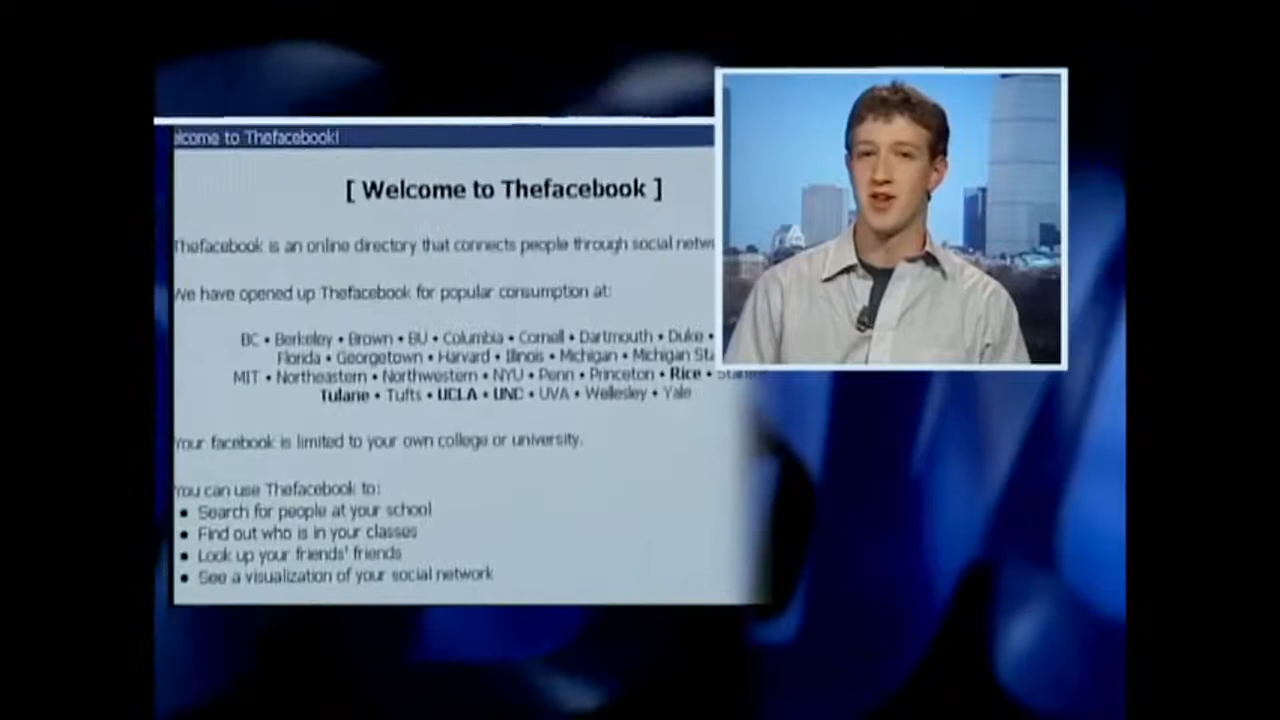 elcome to Thefacebook!
[ Welcome to Thefacebook ]
Thefacebook is an online directory that connects people through social netw
We have opened up Thefacebook for popular consumption at:
BC • Berkeley • Brown • BU • Columbia • Cornell • Dartmouth • Duke •
Florida • Georgetown • Harvard • Illinois • Michigan • Michigan Sta
MIT • Northeastern • Northwestern • NYU • Penn • Princeton • Rice • Stanf
Tulane • Tufts • UCLA • UNC • UVA • Wellesley • Yale
Your facebook is limited to your own college or university.
You can use Thefacebook to:
• Search for people at your school
• Find out who is in your classes
• Look up your friends' friends
• See a visualization of your social network